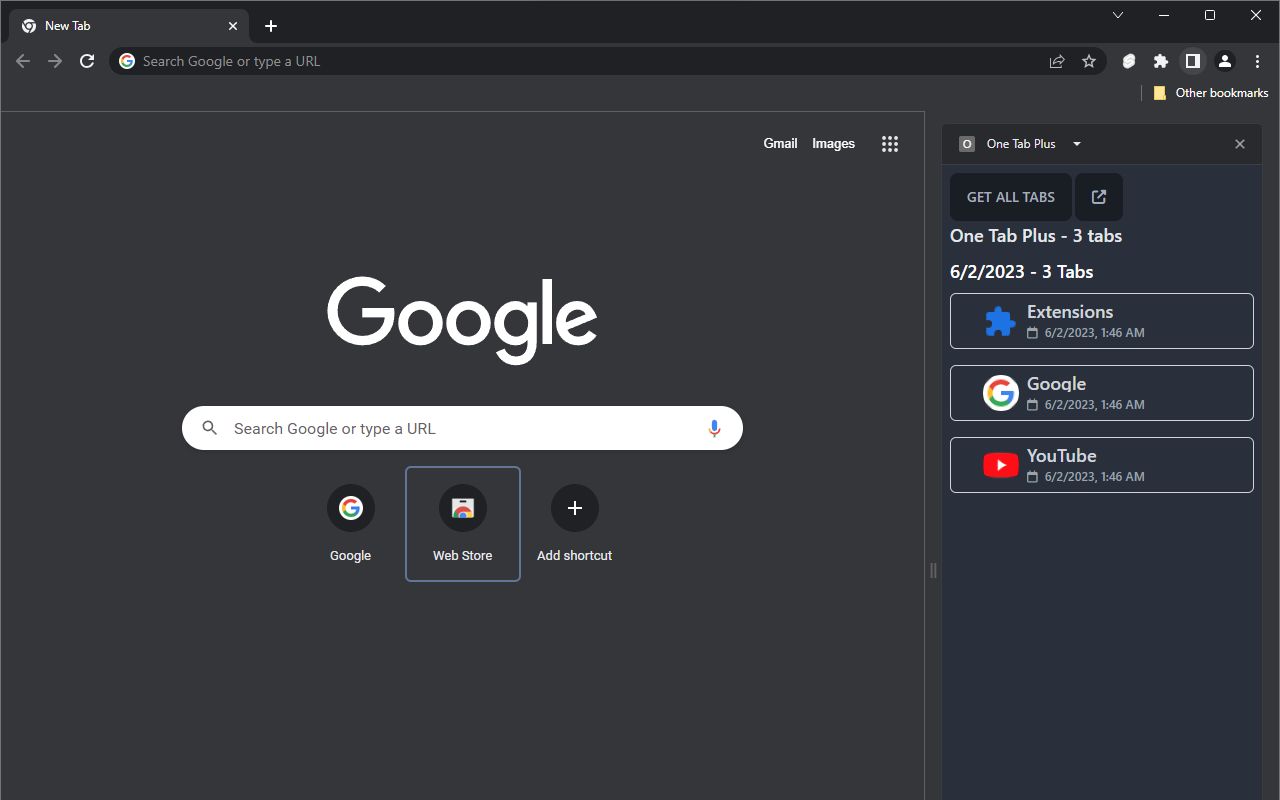 New Tab
Search Google or type a URL
Other bookmarks
Gmail Images
Google
Search Google or type a URL
Google
Web Store
Add shortcut
O One Tab Plus
GET ALL TABS
One Tab Plus - 3 tabs
6/2/2023 - 3 Tabs
Extensions
6/2/2023, 1:46 AM
Google
6/2/2023, 1:46 AM
YouTube
6/2/2023, 1:46 AM